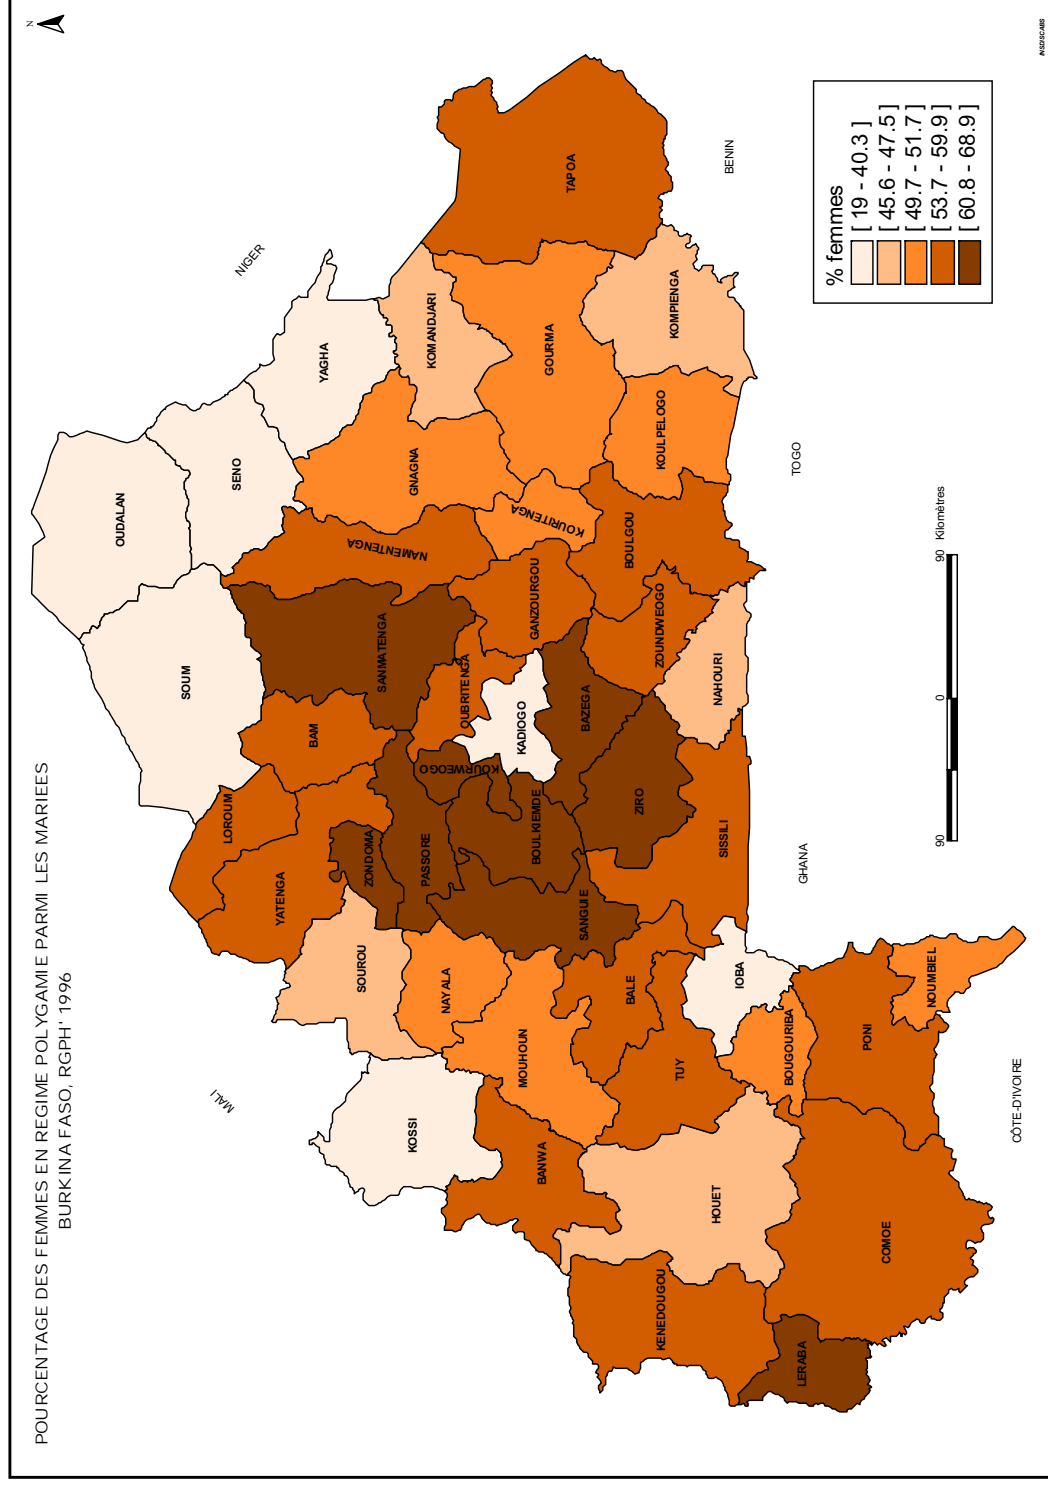 POURCENTAGE DES FEMMES EN REGIME POLYGAMIE PARMI LES MARIEES
BURKINA FASO, RGPH' 1996
N
MALI
NIGER
BENIN
TOGO
GHANA
CÔTE-D'IVOIRE
OUDALAN
SOUM
SENO
YAGHA
LOROUM
YATENGA
BAM
SANMATENGA
NAMENTENGA
GNAGNA
KOMANDJARI
TAPOA
ZONDOMA
PASSORE
SOUROU
KOSSI
NAYALA
KOURWEOGO
OUBRITENGA
GANZOURGOU
KOURITENGA
GOURMA
KOMPIENGA
KOULPELOGO
BOULGOU
ZOUNDWEOGO
KADIOGO
BAZEGA
BOULKIEMDE
SANGUIE
ZIRO
NAHOURI
SISSILI
MOUHOUN
BANWA
BALE
TUY
IOBA
HOUET
KENEDOUGOU
BOUGOURIBA
PONI
NOUMBIEL
COMOE
LERABA
% femmes
[ 19 - 40.3 ]
[ 45.6 - 47.5 ]
[ 49.7 - 51.7 ]
[ 53.7 - 59.9 ]
[ 60.8 - 68.9 ]
90 0 90 Kilomètres